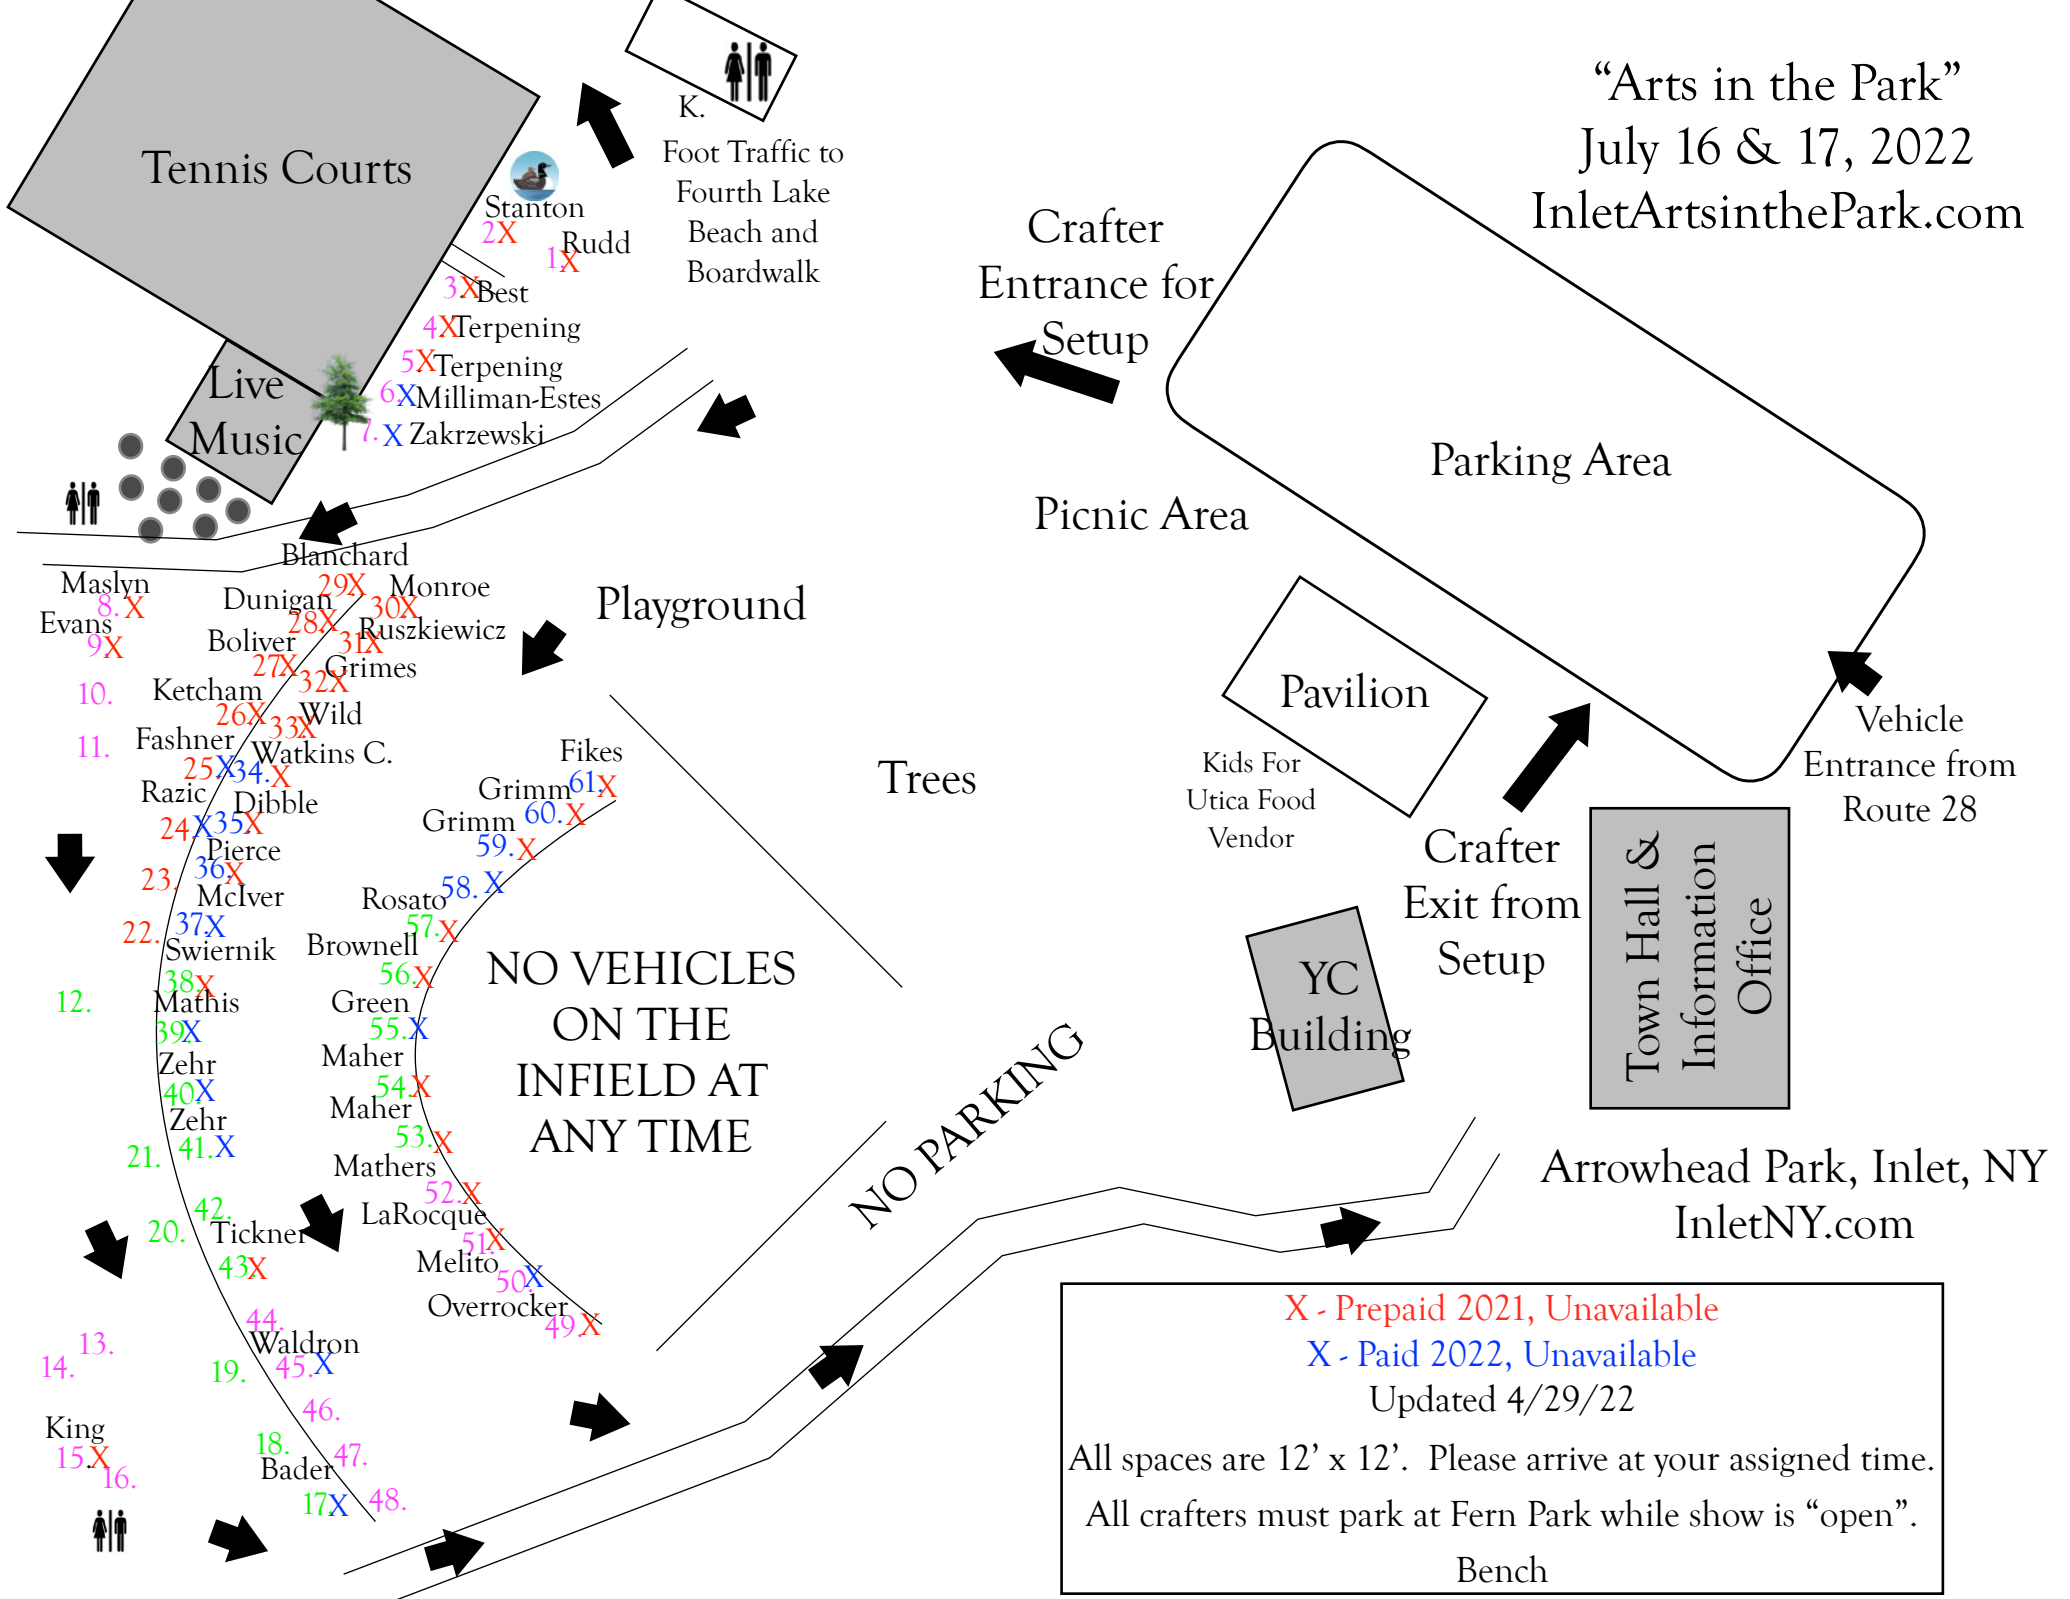 “Arts in the Park”
July 16 & 17, 2022
InletArtsinthePark.com
Tennis Courts
K.
Foot Traffic to
Fourth Lake
Beach and
Boardwalk
Stanton
2X
Rudd
1.X
3.X Best
4X Terpening
5X Terpening
6.X Milliman-Estes
7. X Zakrzewski
Live
Music
Crafter
Entrance for
Setup
Parking Area
Picnic Area
Playground
Pavilion
Kids For
Utica Food
Vendor
Trees
Vehicle
Entrance from
Route 28
Crafter
Exit from
Setup
Town Hall &
Information
Office
YC
Building
Maslyn
8. X
Evans
9X
10.
11.
12.
13.
14.
King
15.X
16.
Blanchard
29X
Monroe
30X
Dunigan
28X
Ruszkiewicz
31X
Boliver
27X
Grimes
32X
Ketcham
26X
Wild
33X
Fashner
25X
Watkins C.
34. X
Razic
24X
Dibble
35X
23.
Pierce
36.X
22.
McIver
37.X
Swiernik
38.X
Mathis
39.X
Zehr
40.X
Zehr
41.X
21.
42.
20.
Tickner
43.X
44.
Waldron
45.X
19.
46.
18.
47.
Bader
17X
48.
Fikes
61.X
Grimm
60.X
Grimm
59.X
58. X
Rosato
57.X
Brownell
56.X
Green
55.X
Maher
54.X
Maher
53.X
Mathers
52.X
LaRocque
51.X
Melito
50.X
Overrocker
49.X
NO VEHICLES
ON THE
INFIELD AT
ANY TIME
NO PARKING
Arrowhead Park, Inlet, NY
InletNY.com
X - Prepaid 2021, Unavailable
X - Paid 2022, Unavailable
Updated 4/29/22
All spaces are 12’ x 12’.  Please arrive at your assigned time.
All crafters must park at Fern Park while show is “open”.
Bench